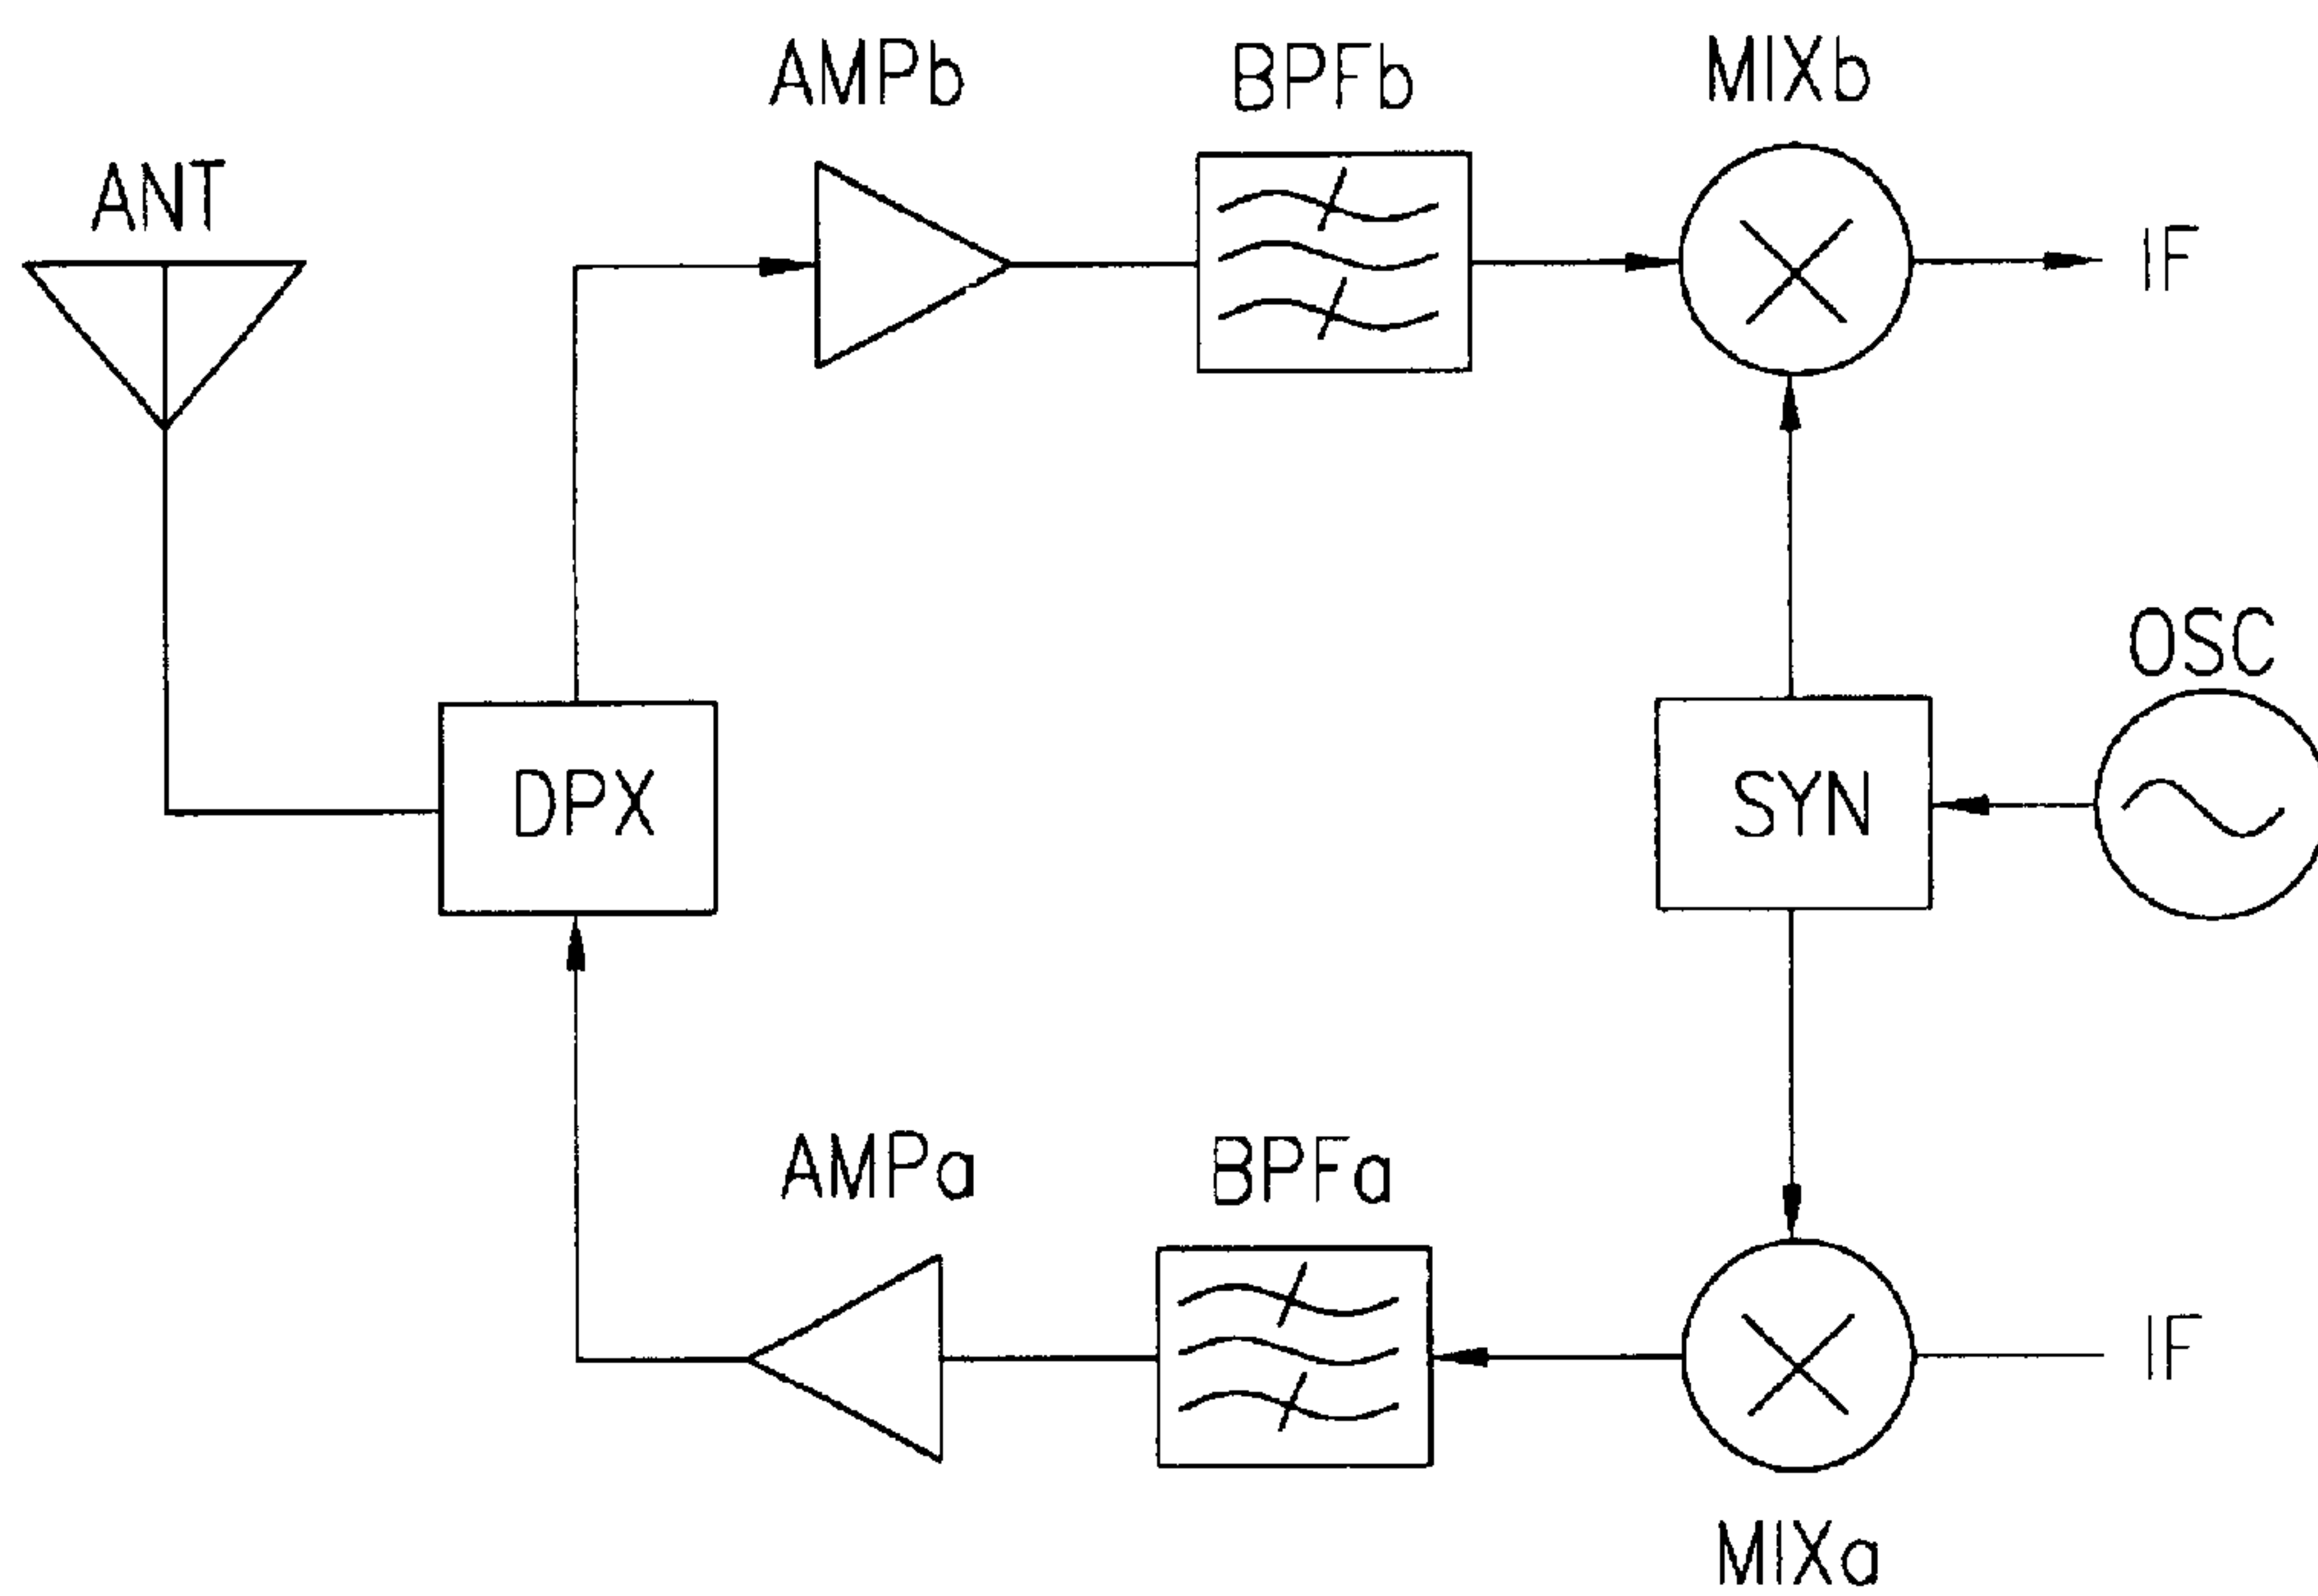 AMPb
BPFb
MIXb
ANT
IF
OSC
DPX
SYN
AMPa
BPFa
IF
MIXa